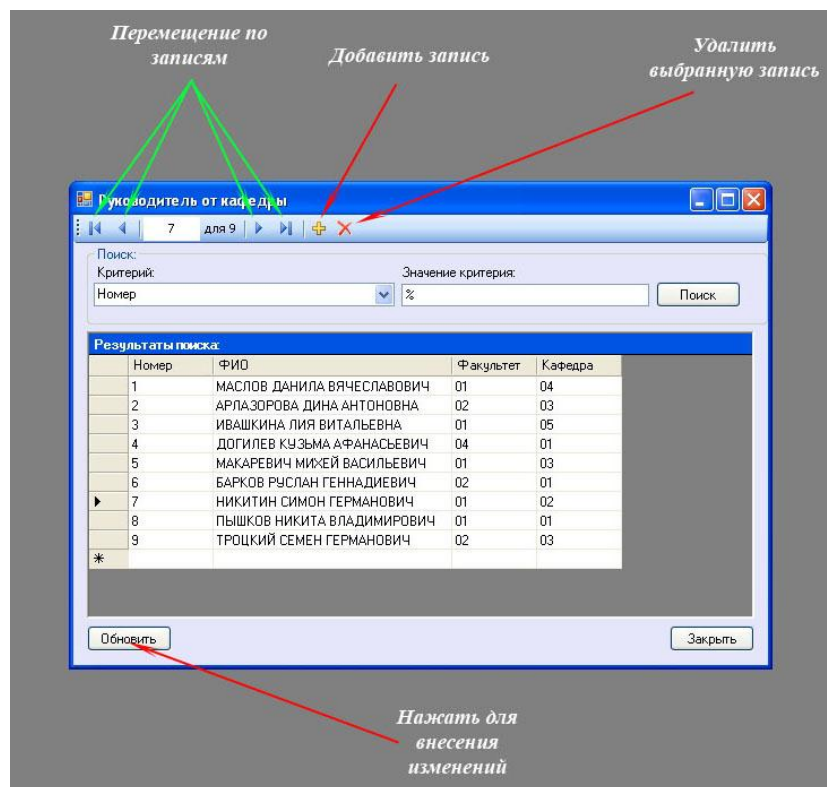 Перемещение по
записям
Добавить запись
Удалить
выбранную запись
Руководитель от кафедры
7 для 9
Поиск:
Критерий: Значение критерия:
Номер % Поиск
Результаты поиска:
Номер ФИО Факультет Кафедра
1 МАСЛОВ ДАНИЛА ВЯЧЕСЛАВОВИЧ 01 04
2 АРЛАЗОРОВА ДИНА АНТОНОВНА 02 03
3 ИВАШКИНА ЛИЯ ВИТАЛЬЕВНА 01 05
4 ДОГИЛЕВ КУЗЬМА АФАНАСЬЕВИЧ 04 01
5 МАКАРЕВИЧ МИХЕЙ ВАСИЛЬЕВИЧ 01 03
6 БАРКОВ РУСЛАН ГЕННАДИЕВИЧ 02 01
7 НИКИТИН СИМОН ГЕРМАНОВИЧ 01 02
8 ПЫШКОВ НИКИТА ВЛАДИМИРОВИЧ 01 01
9 ТРОЦКИЙ СЕМЕН ГЕРМАНОВИЧ 02 03
Обновить Закрыть
Нажать для
внесения
изменений